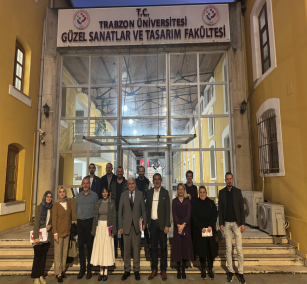 T.C.
TRABZON ÜNİVERSİTESİ
GÜZEL SANATLAR VE TASARIM FAKÜLTESİ